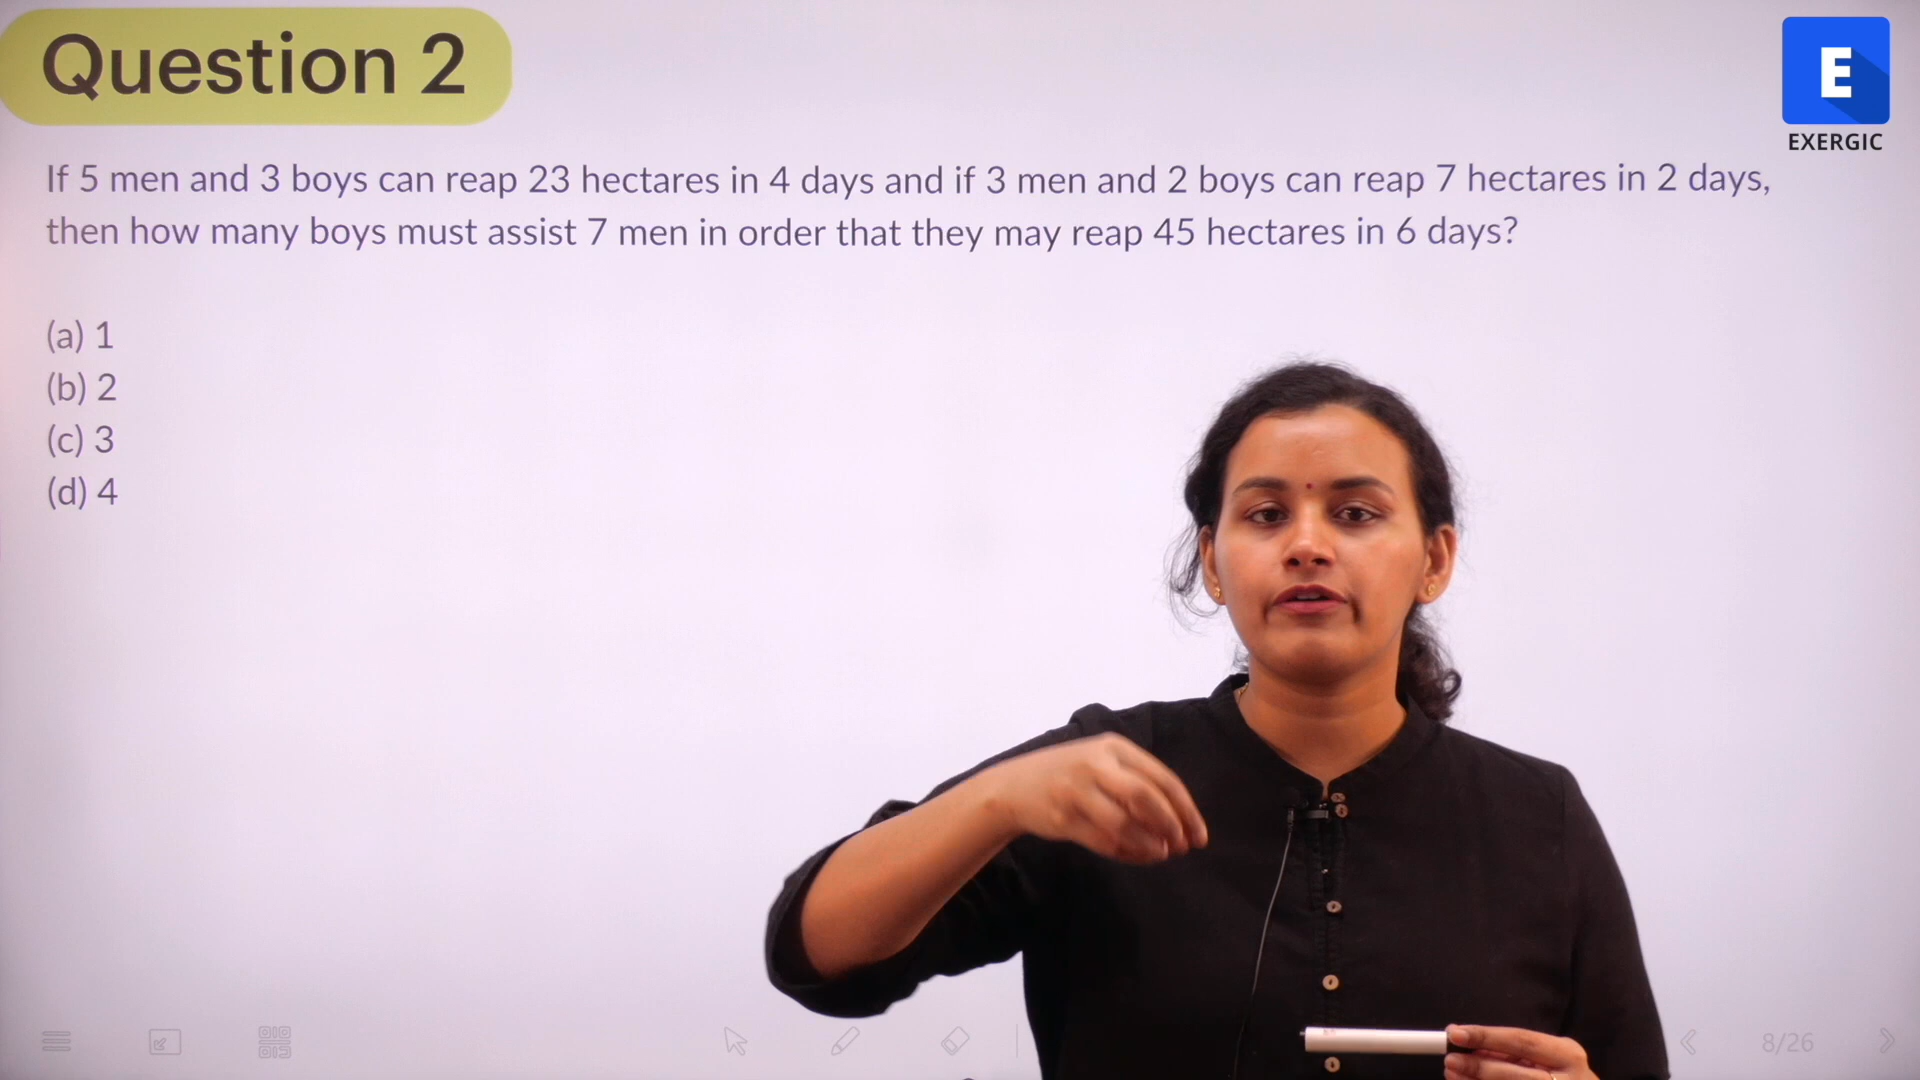 Question 2
E
EXERGIC
If 5 men and 3 boys can reap 23 hectares in 4 days and if 3 men and 2 boys can reap 7 hectares in 2 days,
then how many boys must assist 7 men in order that they may reap 45 hectares in 6 days?
(a) 1
(b) 2
(c) 3
(d) 4
8/26